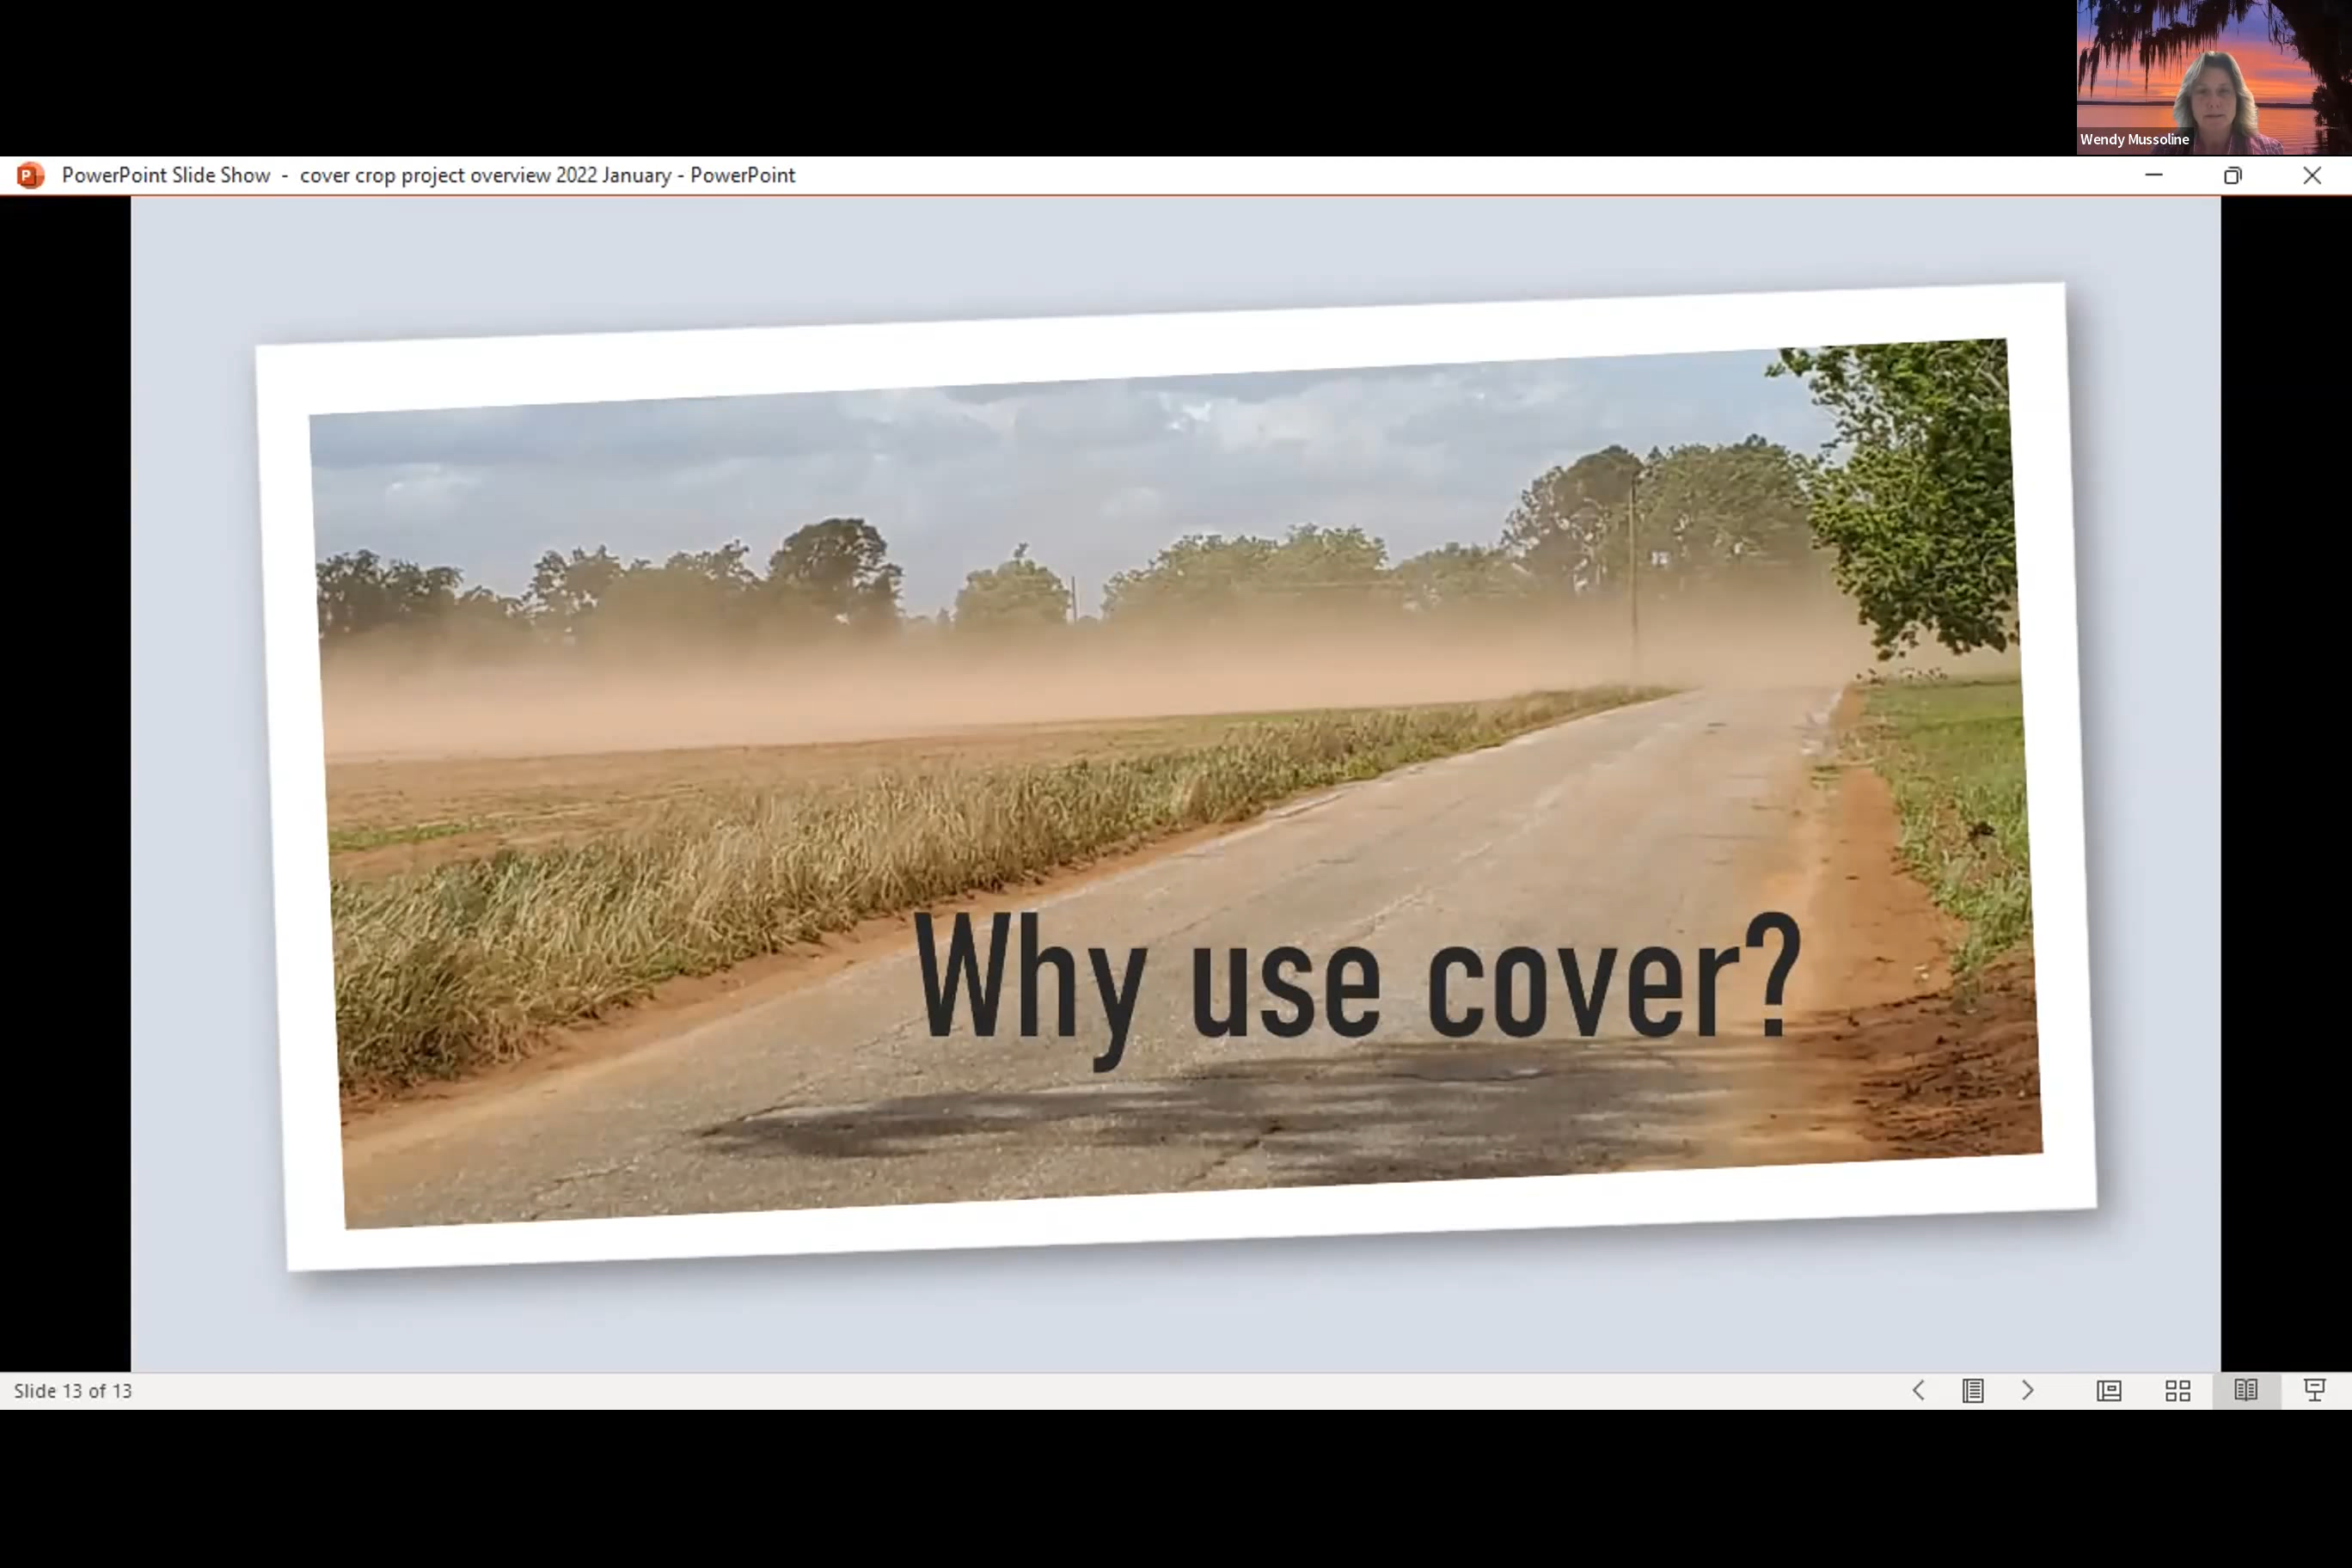 Wendy Mussoline
PowerPoint Slide Show - cover crop project overview 2022 January - PowerPoint
Why use cover?
Slide 13 of 13